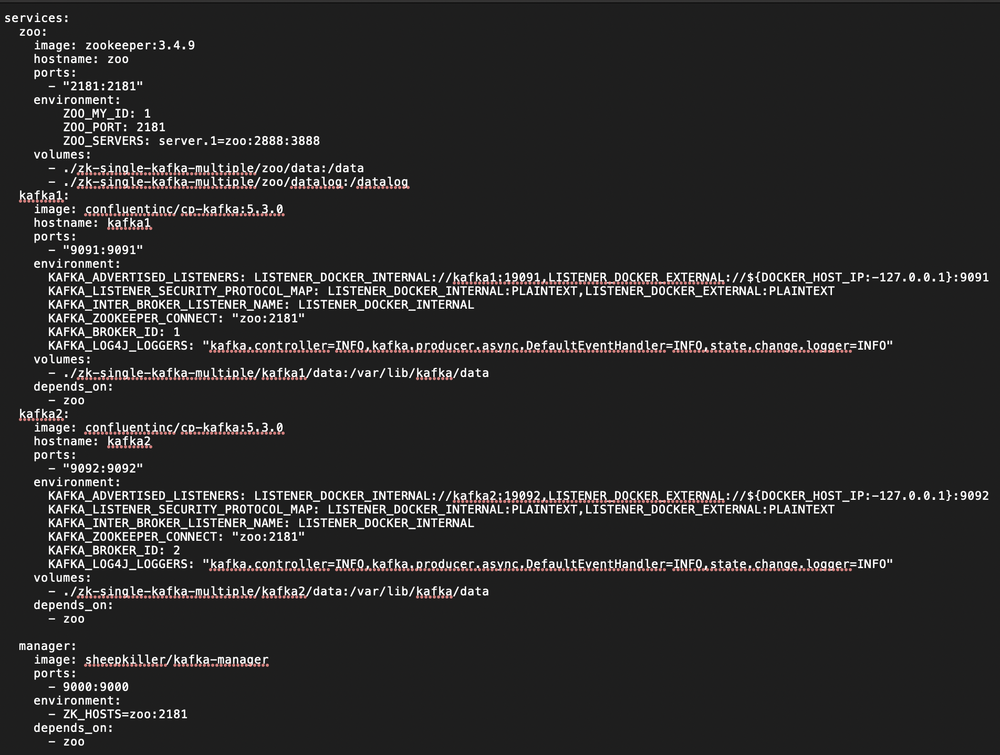 services:
  zoo:
    image: zookeeper:3.4.9
    hostname: zoo
    ports:
      - "2181:2181"
    environment:
        ZOO_MY_ID: 1
        ZOO_PORT: 2181
        ZOO_SERVERS: server.1=zoo:2888:3888
    volumes:
      - ./zk-single-kafka-multiple/zoo/data:/data
      - ./zk-single-kafka-multiple/zoo/datalog:/datalog
  kafka1:
    image: confluentinc/cp-kafka:5.3.0
    hostname: kafka1
    ports:
      - "9091:9091"
    environment:
      KAFKA_ADVERTISED_LISTENERS: LISTENER_DOCKER_INTERNAL://kafka1:19091,LISTENER_DOCKER_EXTERNAL://${DOCKER_HOST_IP:-127.0.0.1}:9091
      KAFKA_LISTENER_SECURITY_PROTOCOL_MAP: LISTENER_DOCKER_INTERNAL:PLAINTEXT,LISTENER_DOCKER_EXTERNAL:PLAINTEXT
      KAFKA_INTER_BROKER_LISTENER_NAME: LISTENER_DOCKER_INTERNAL
      KAFKA_ZOOKEEPER_CONNECT: "zoo:2181"
      KAFKA_BROKER_ID: 1
      KAFKA_LOG4J_LOGGERS: "kafka.controller=INFO,kafka.producer.async.DefaultEventHandler=INFO,state.change.logger=INFO"
    volumes:
      - ./zk-single-kafka-multiple/kafka1/data:/var/lib/kafka/data
    depends_on:
      - zoo
  kafka2:
    image: confluentinc/cp-kafka:5.3.0
    hostname: kafka2
    ports:
      - "9092:9092"
    environment:
      KAFKA_ADVERTISED_LISTENERS: LISTENER_DOCKER_INTERNAL://kafka2:19092,LISTENER_DOCKER_EXTERNAL://${DOCKER_HOST_IP:-127.0.0.1}:9092
      KAFKA_LISTENER_SECURITY_PROTOCOL_MAP: LISTENER_DOCKER_INTERNAL:PLAINTEXT,LISTENER_DOCKER_EXTERNAL:PLAINTEXT
      KAFKA_INTER_BROKER_LISTENER_NAME: LISTENER_DOCKER_INTERNAL
      KAFKA_ZOOKEEPER_CONNECT: "zoo:2181"
      KAFKA_BROKER_ID: 2
      KAFKA_LOG4J_LOGGERS: "kafka.controller=INFO,kafka.producer.async.DefaultEventHandler=INFO,state.change.logger=INFO"
    volumes:
      - ./zk-single-kafka-multiple/kafka2/data:/var/lib/kafka/data
    depends_on:
      - zoo

  manager:
    image: sheepkiller/kafka-manager
    ports:
      - 9000:9000
    environment:
      - ZK_HOSTS=zoo:2181
    depends_on:
      - zoo